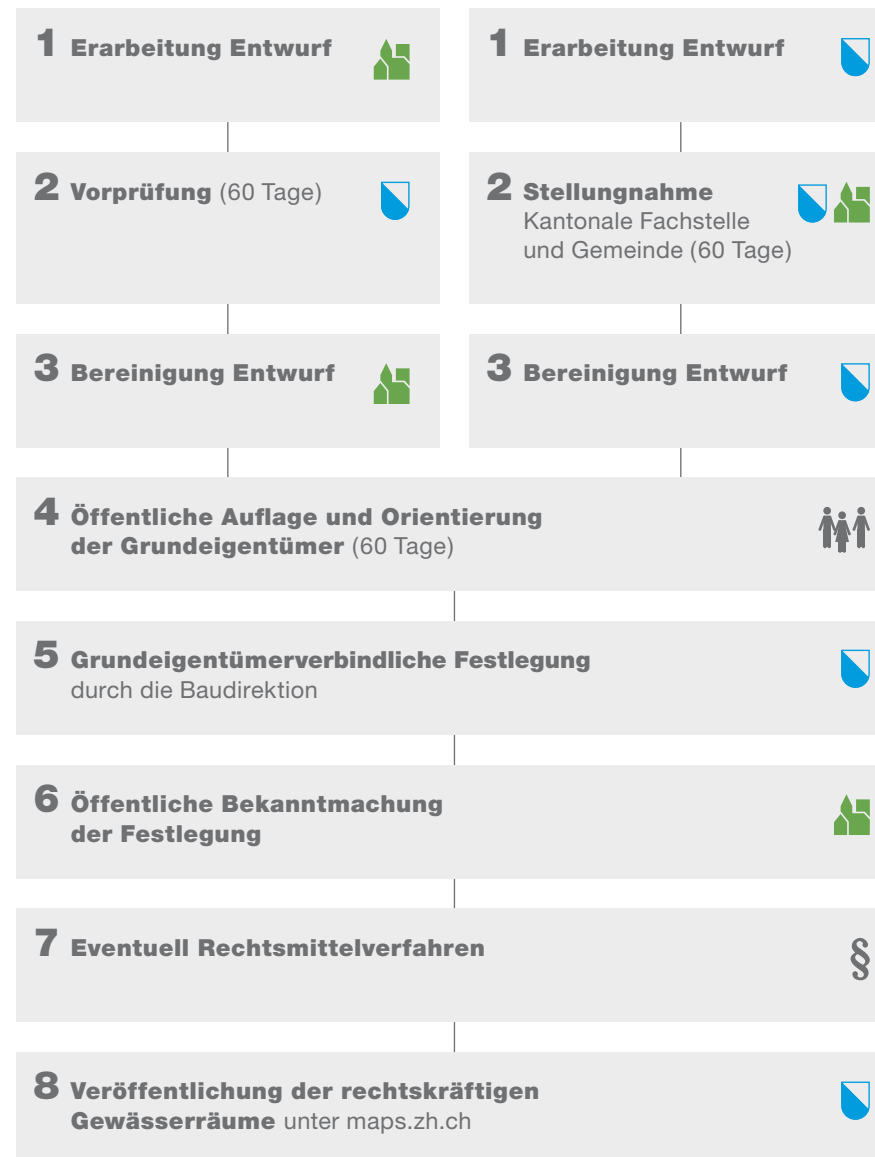 1 Erarbeitung Entwurf
2 Vorprüfung (60 Tage)
3 Bereinigung Entwurf
1 Erarbeitung Entwurf
2 Stellungnahme
Kantonale Fachstelle
und Gemeinde (60 Tage)
3 Bereinigung Entwurf
4 Öffentliche Auflage und Orientierung
der Grundeigentümer (60 Tage)
5 Grundeigentümerverbindliche Festlegung
durch die Baudirektion
6 Öffentliche Bekanntmachung
der Festlegung
7 Eventuell Rechtsmittelverfahren
§
8 Veröffentlichung der rechtskräftigen
Gewässerräume unter maps.zh.ch